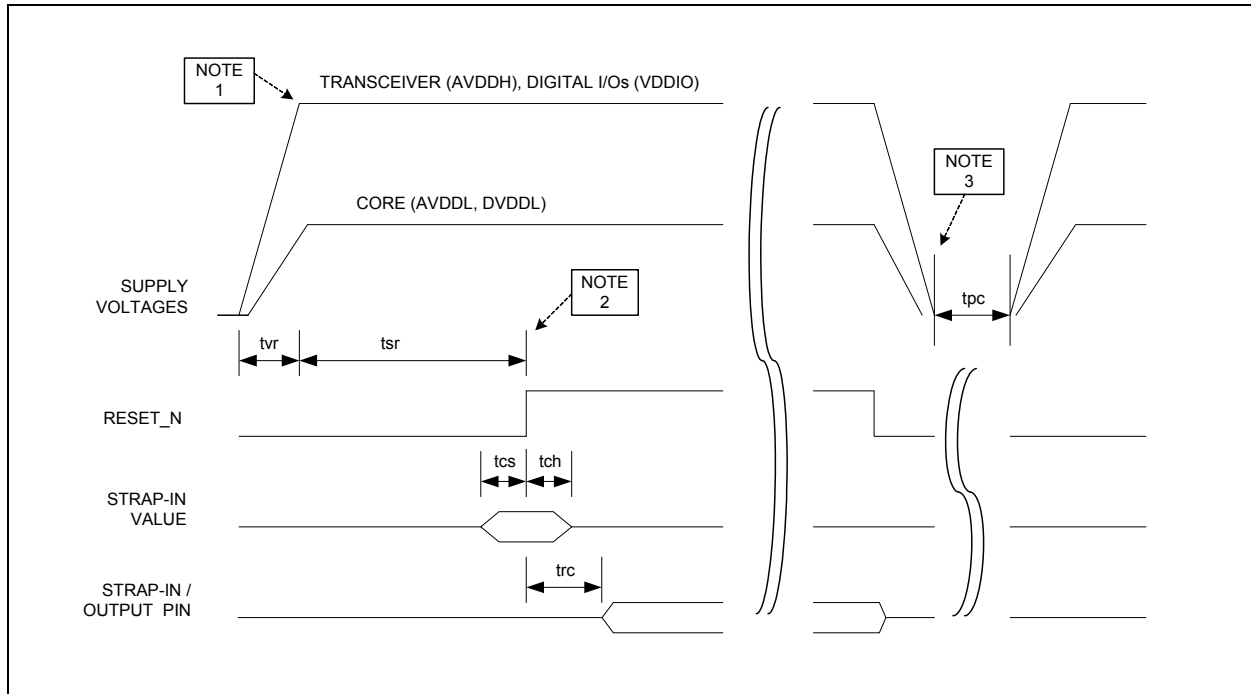 NOTE
1
TRANSCEIVER (AVDDH), DIGITAL I/Os (VDDIO)
NOTE
3
CORE (AVDDL, DVDDL)
SUPPLY
VOLTAGES
NOTE
2
tpc
tvr
tsr
RESET_N
tcs
tch
STRAP-IN
VALUE
trc
STRAP-IN /
OUTPUT PIN